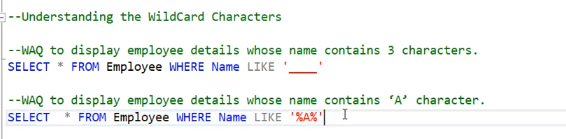 --Understanding the WildCard Characters
--WAQ to display employee details whose name contains 3 characters.
SELECT * FROM Employee WHERE Name LIKE '____'
--WAQ to display employee details whose name contains ‘A’ character.
SELECT  * FROM Employee WHERE Name LIKE '%A%'